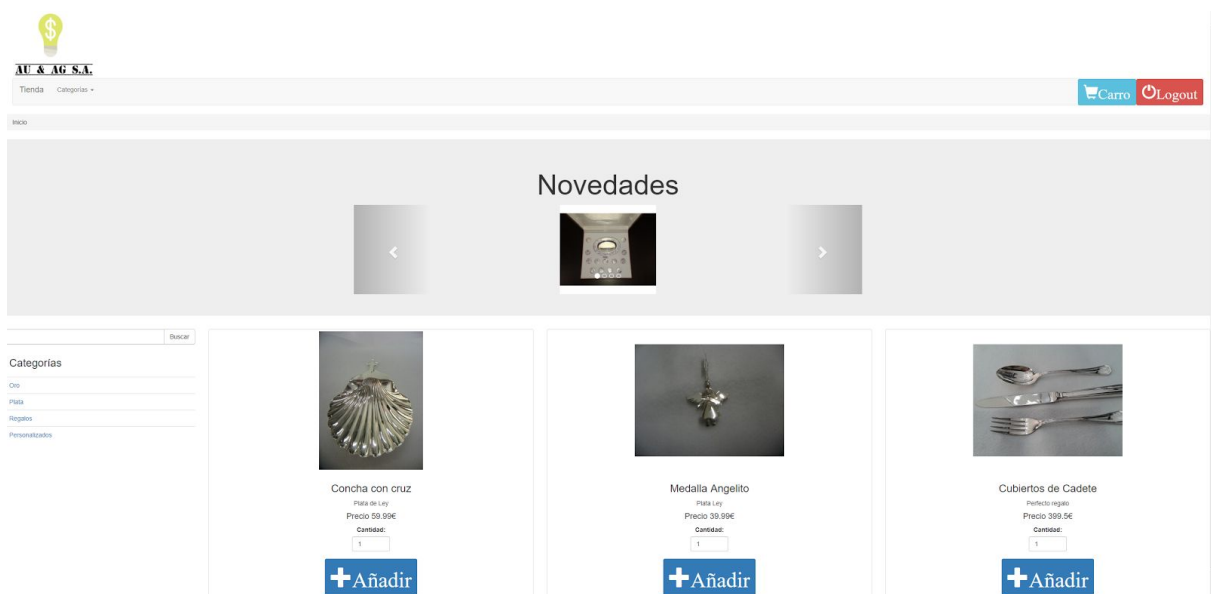 $
AU & AG S.A.
Tienda Categorías
Carro Logout
Inicio
Novedades
Buscar
Categorías
Oro
Plata
Regalos
Personalizados
Concha con cruz
Plata de Ley
Precio 59.99€
Cantidad:
1
Añadir
Medalla Angelito
Plata Ley
Precio 39.99€
Cantidad:
1
Añadir
Cubiertos de Cadete
Perfecto regalo
Precio 399.5€
Cantidad:
1
Añadir